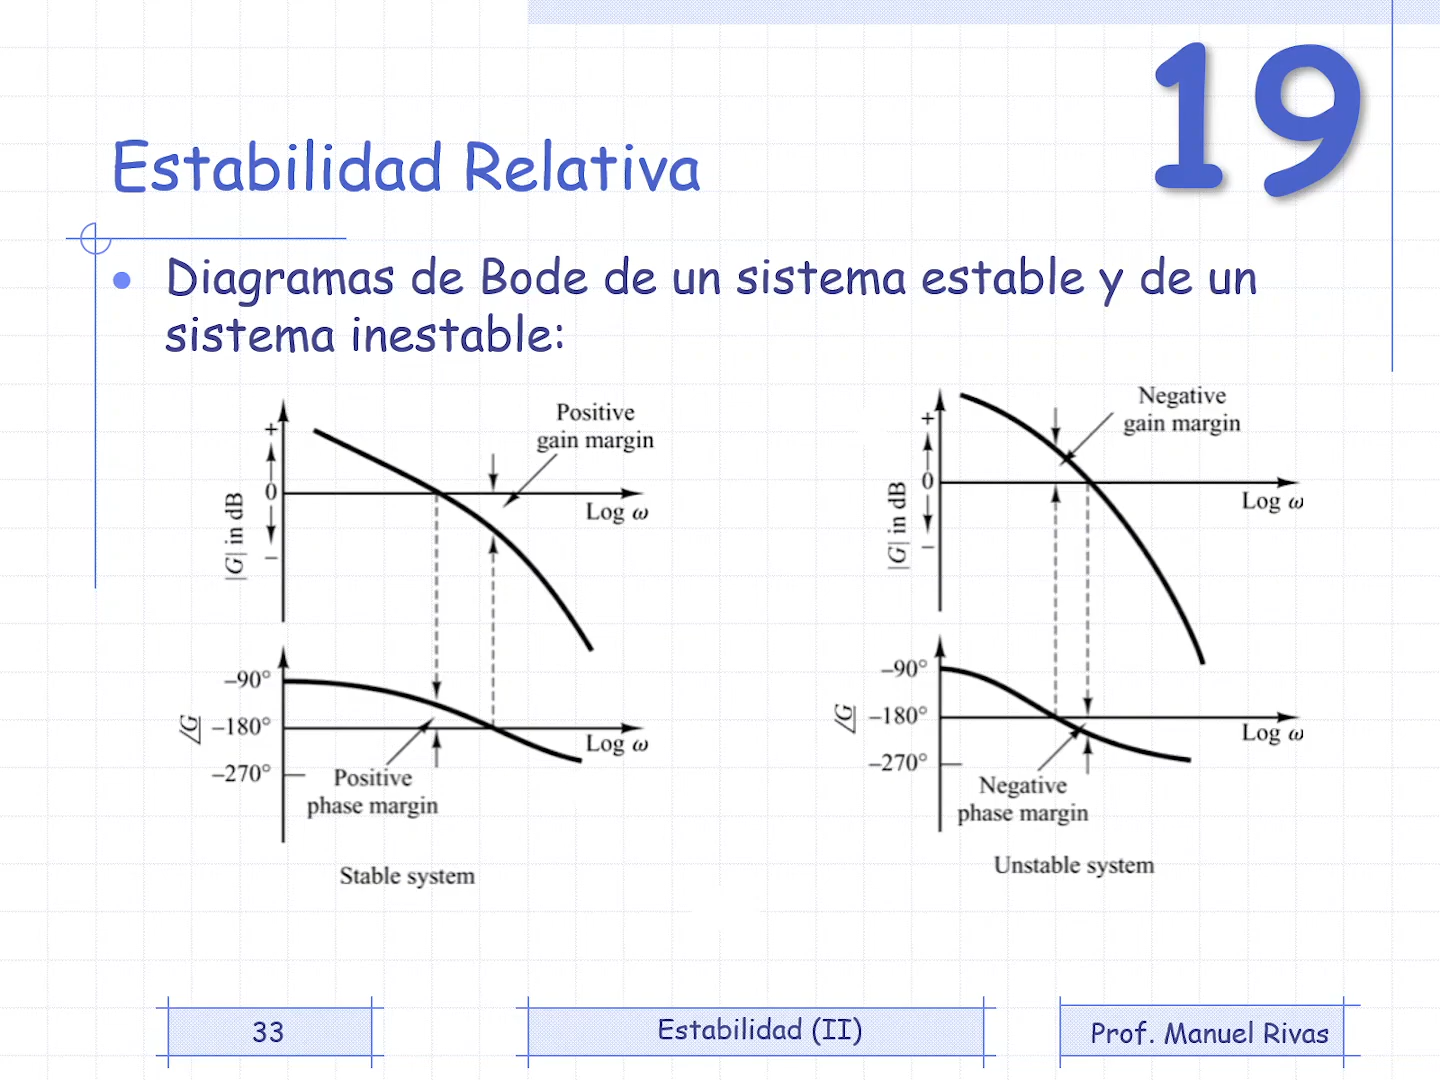 19
Estabilidad Relativa
Diagramas de Bode de un sistema estable y de un
sistema inestable:
Positive
gain margin
+
0
–
|G| in dB
Log ω
–90°
–180°
–270°
∠G
Log ω
Positive
phase margin
Stable system
Negative
gain margin
+
0
–
|G| in dB
Log ω
–90°
–180°
–270°
∠G
Log ω
Negative
phase margin
Unstable system
33
Estabilidad (II)
Prof. Manuel Rivas